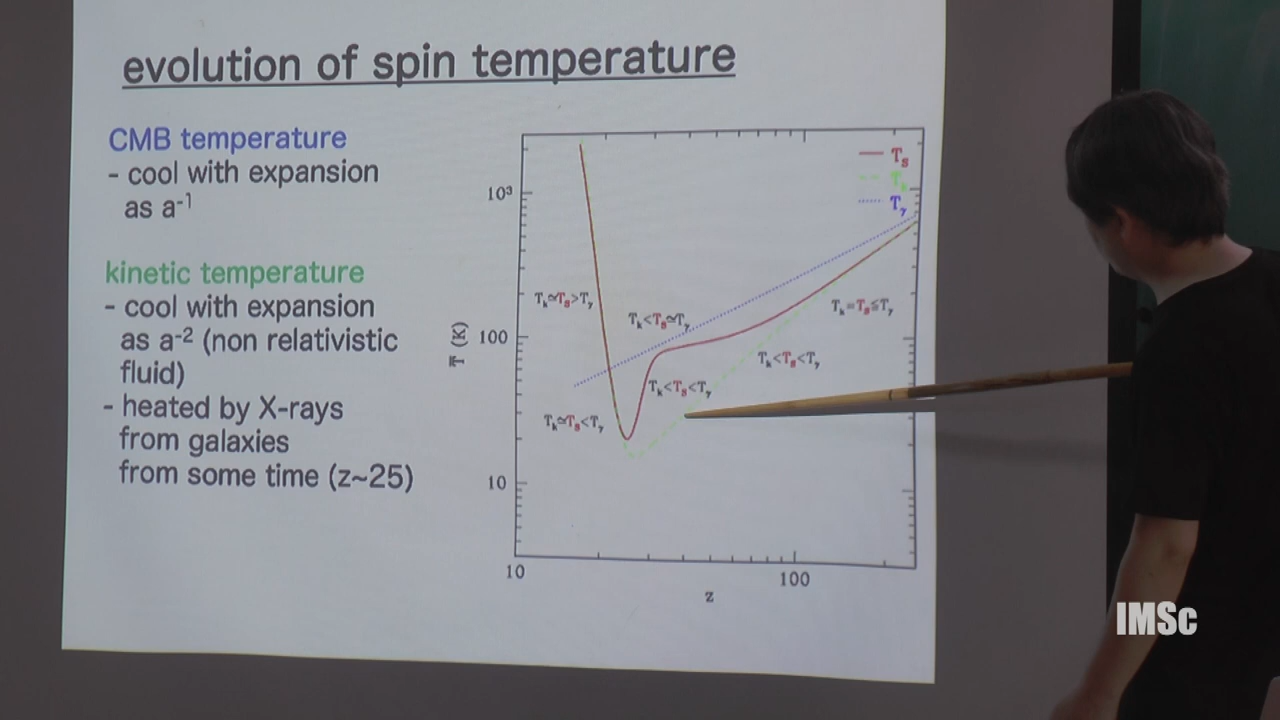 evolution of spin temperature
CMB temperature
- cool with expansion
as a⁻¹
kinetic temperature
- cool with expansion
as a⁻² (non relativistic
fluid)
- heated by X-rays
from galaxies
from some time (z~25)
Tₛ
Tₖ
Tᵧ
10³
100
10
T (K)
Tₖ≃Tₛ>Tᵧ
Tₖ<Tₛ≃Tᵧ
Tₖ=Tₛ≦Tᵧ
Tₖ<Tₛ<Tᵧ
Tₖ<Tₛ<Tᵧ
Tₖ≃Tₛ<Tᵧ
10
100
z
IMSc